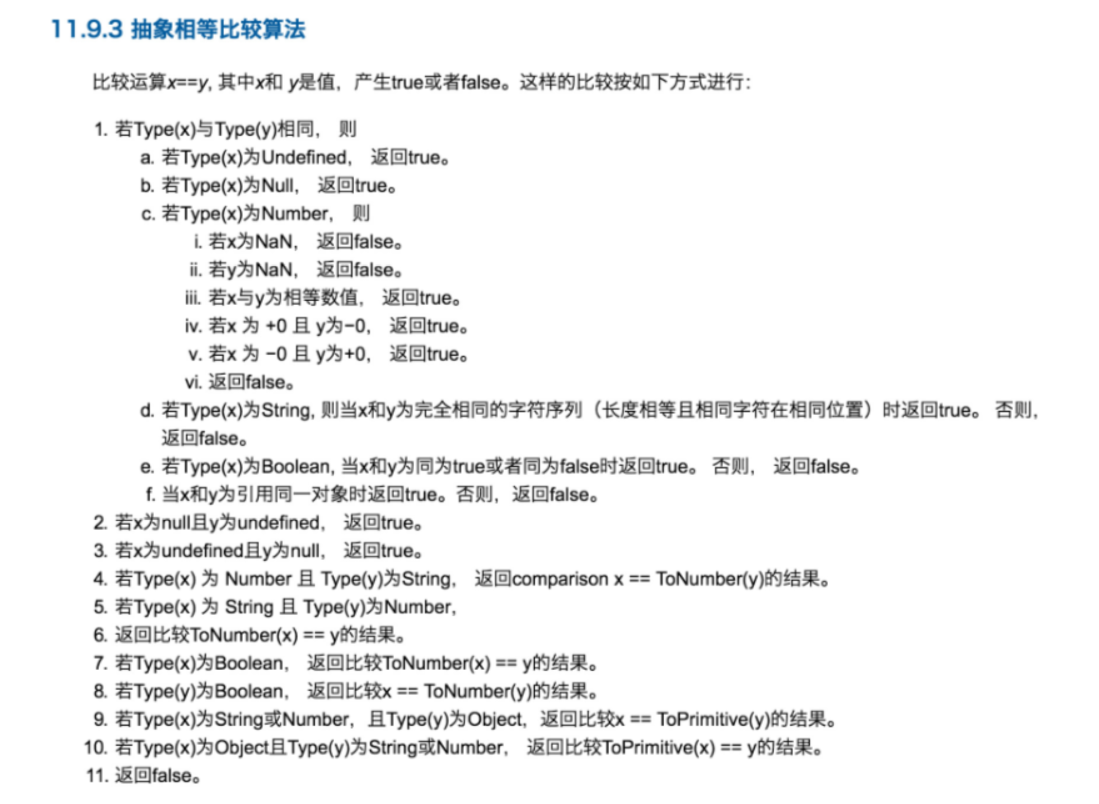 11.9.3 抽象相等比较算法
比较运算x==y, 其中x和 y是值，产生true或者false。这样的比较按如下方式进行：
1. 若Type(x)与Type(y)相同， 则
a. 若Type(x)为Undefined， 返回true。
b. 若Type(x)为Null， 返回true。
c. 若Type(x)为Number， 则
i. 若x为NaN， 返回false。
ii. 若y为NaN， 返回false。
iii. 若x与y为相等数值， 返回true。
iv. 若x 为 +0 且 y为−0， 返回true。
v. 若x 为 −0 且 y为+0， 返回true。
vi. 返回false。
d. 若Type(x)为String, 则当x和y为完全相同的字符序列（长度相等且相同字符在相同位置）时返回true。 否则，
返回false。
e. 若Type(x)为Boolean, 当x和y为同为true或者同为false时返回true。 否则， 返回false。
f. 当x和y为引用同一对象时返回true。否则，返回false。
2. 若x为null且y为undefined， 返回true。
3. 若x为undefined且y为null， 返回true。
4. 若Type(x) 为 Number 且 Type(y)为String， 返回comparison x == ToNumber(y)的结果。
5. 若Type(x) 为 String 且 Type(y)为Number，
6. 返回比较ToNumber(x) == y的结果。
7. 若Type(x)为Boolean， 返回比较ToNumber(x) == y的结果。
8. 若Type(y)为Boolean， 返回比较x == ToNumber(y)的结果。
9. 若Type(x)为String或Number，且Type(y)为Object，返回比较x == ToPrimitive(y)的结果。
10. 若Type(x)为Object且Type(y)为String或Number， 返回比较ToPrimitive(x) == y的结果。
11. 返回false。